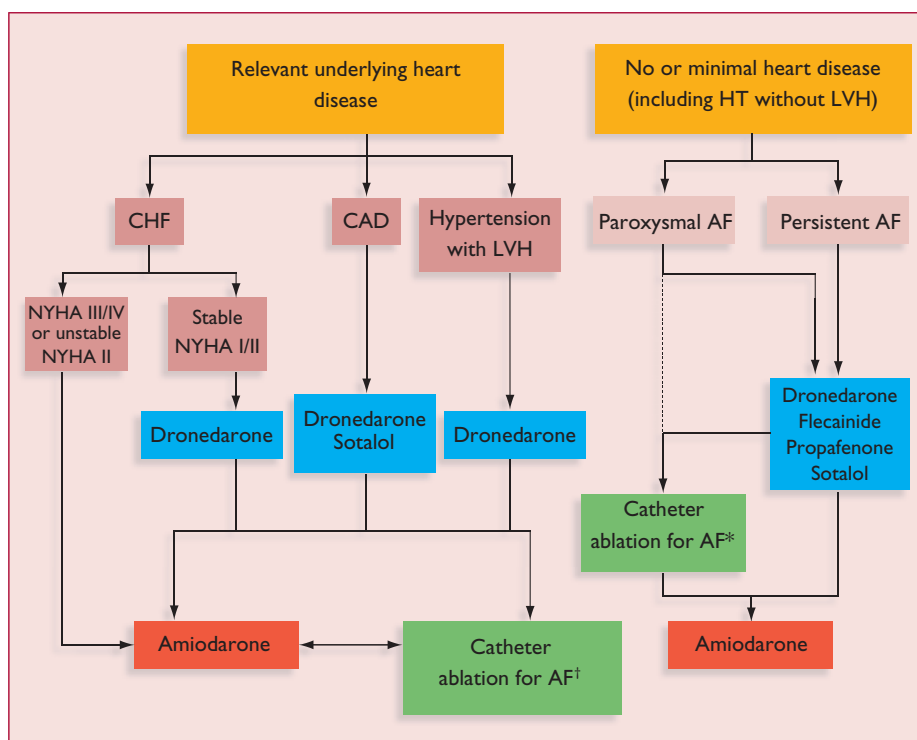 Relevant underlying heart
disease
No or minimal heart disease
(including HT without LVH)
CHF
CAD
Hypertension
with LVH
Paroxysmal AF
Persistent AF
NYHA III/IV
or unstable
NYHA II
Stable
NYHA I/II
Dronedarone
Dronedarone
Sotalol
Dronedarone
Dronedarone
Flecainide
Propafenone
Sotalol
Catheter
ablation for AF*
Amiodarone
Catheter
ablation for AF†
Amiodarone